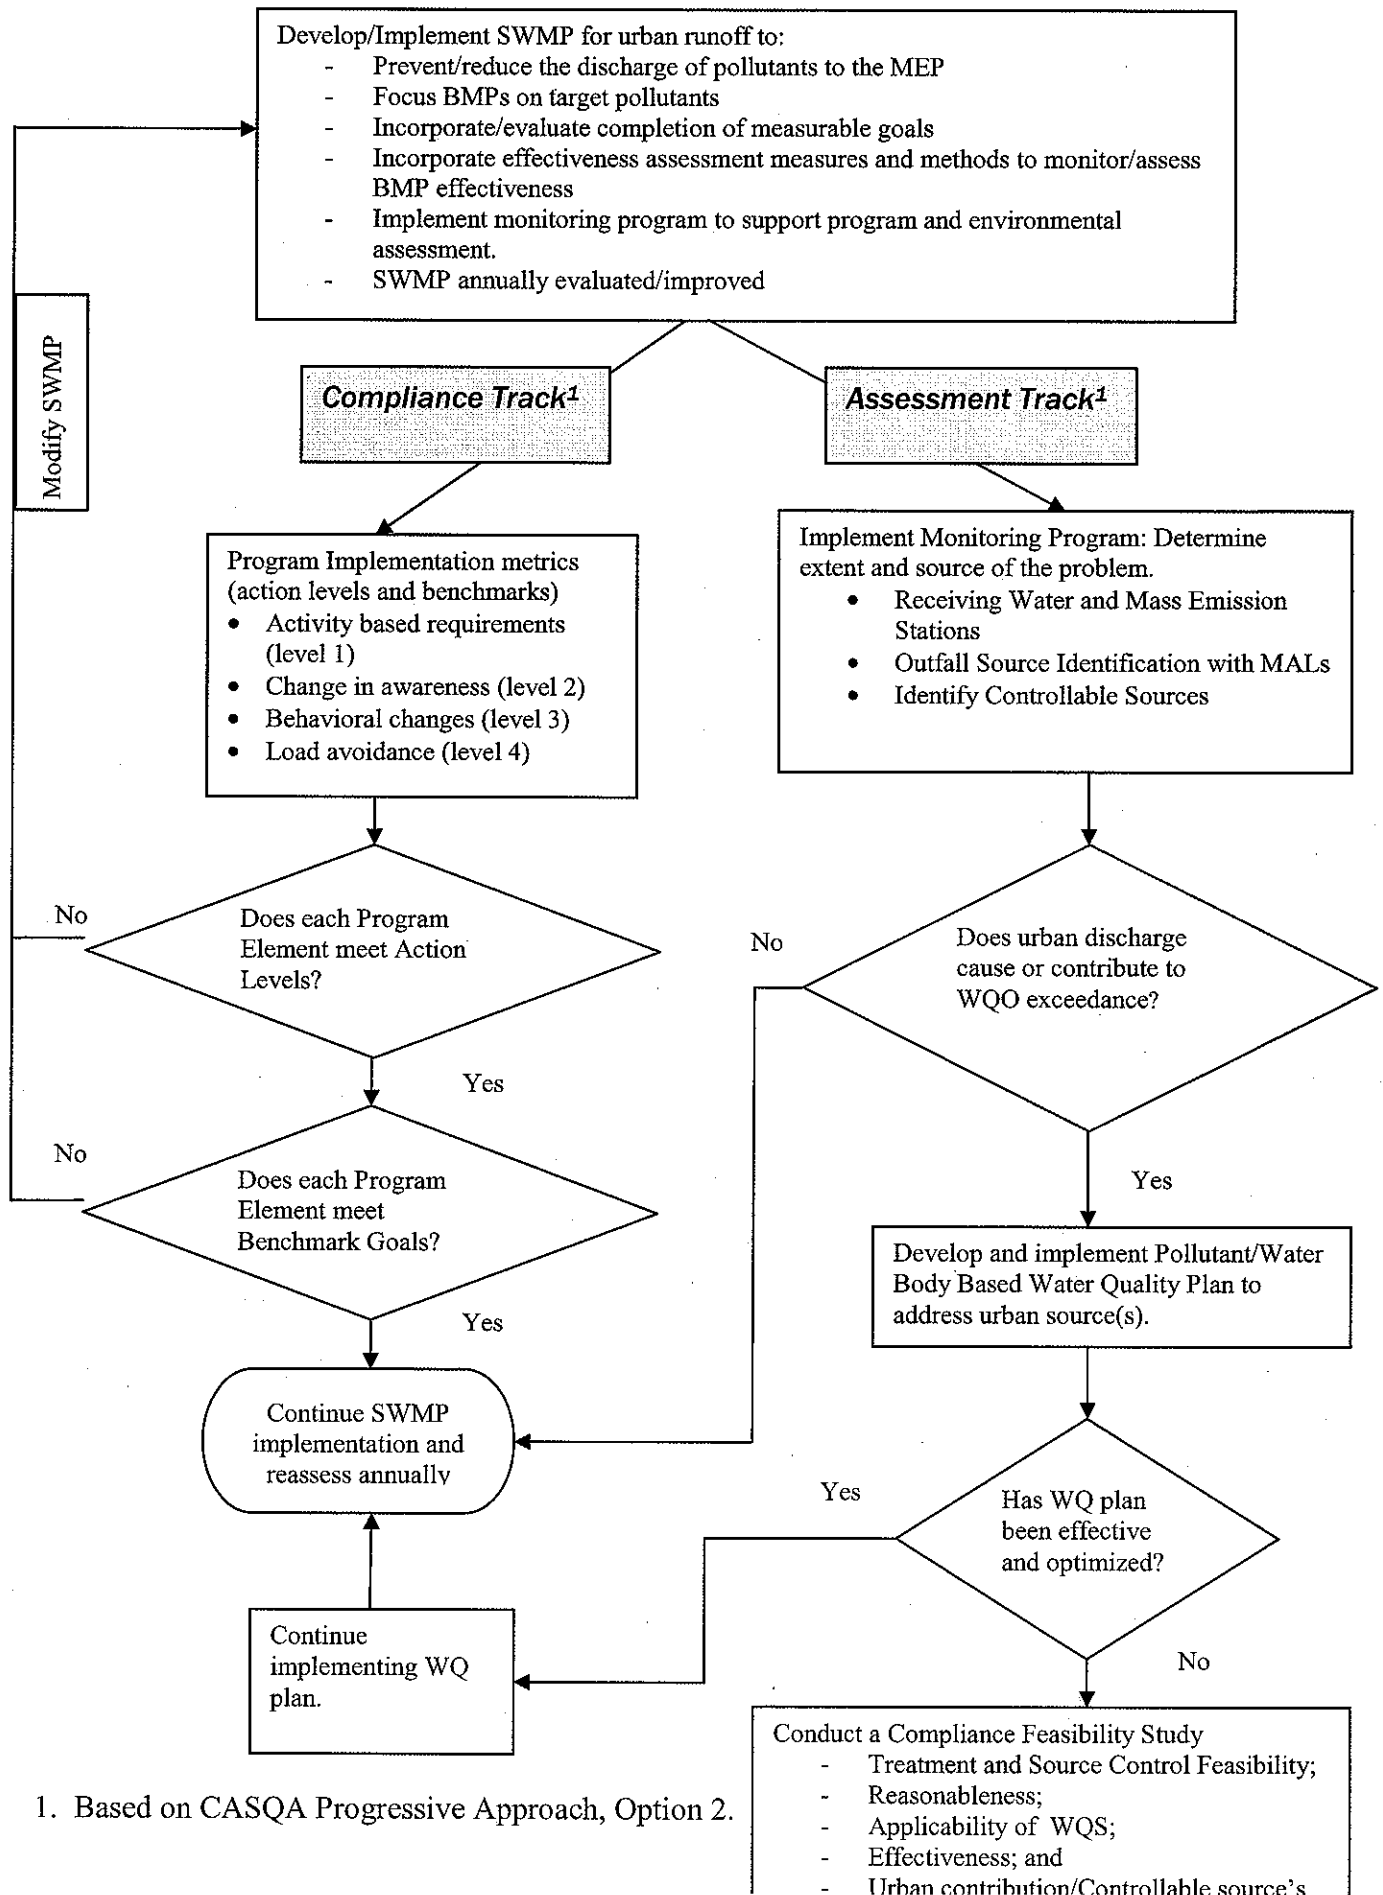 Develop/Implement SWMP for urban runoff to:
- Prevent/reduce the discharge of pollutants to the MEP
- Focus BMPs on target pollutants
- Incorporate/evaluate completion of measurable goals
- Incorporate effectiveness assessment measures and methods to monitor/assess
BMP effectiveness
- Implement monitoring program to support program and environmental
assessment.
- SWMP annually evaluated/improved
Modify SWMP
Compliance Track¹
Assessment Track¹
Program Implementation metrics
(action levels and benchmarks)
• Activity based requirements
(level 1)
• Change in awareness (level 2)
• Behavioral changes (level 3)
• Load avoidance (level 4)
Implement Monitoring Program: Determine
extent and source of the problem.
• Receiving Water and Mass Emission
Stations
• Outfall Source Identification with MALs
• Identify Controllable Sources
No
Does each Program
Element meet Action
Levels?
Yes
No
Does urban discharge
cause or contribute to
WQO exceedance?
Yes
No
Does each Program
Element meet
Benchmark Goals?
Yes
Develop and implement Pollutant/Water
Body Based Water Quality Plan to
address urban source(s).
Continue SWMP
implementation and
reassess annually
Yes
Has WQ plan
been effective
and optimized?
No
Continue
implementing WQ
plan.
Conduct a Compliance Feasibility Study
- Treatment and Source Control Feasibility;
- Reasonableness;
- Applicability of WQS;
- Effectiveness; and
- Urban contribution/Controllable source's
1. Based on CASQA Progressive Approach, Option 2.